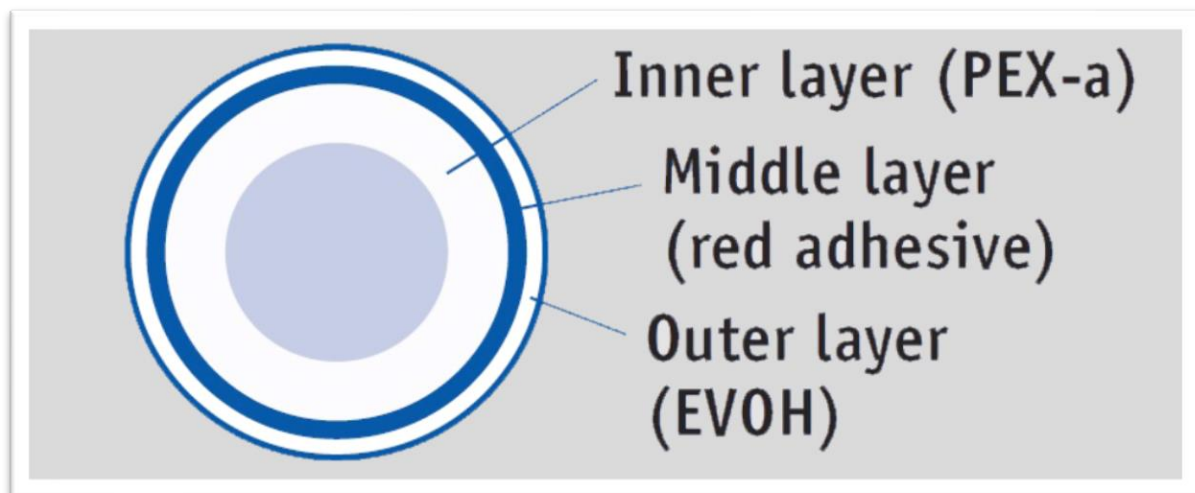 Inner layer (PEX-a)
Middle layer
(red adhesive)
Outer layer
(EVOH)